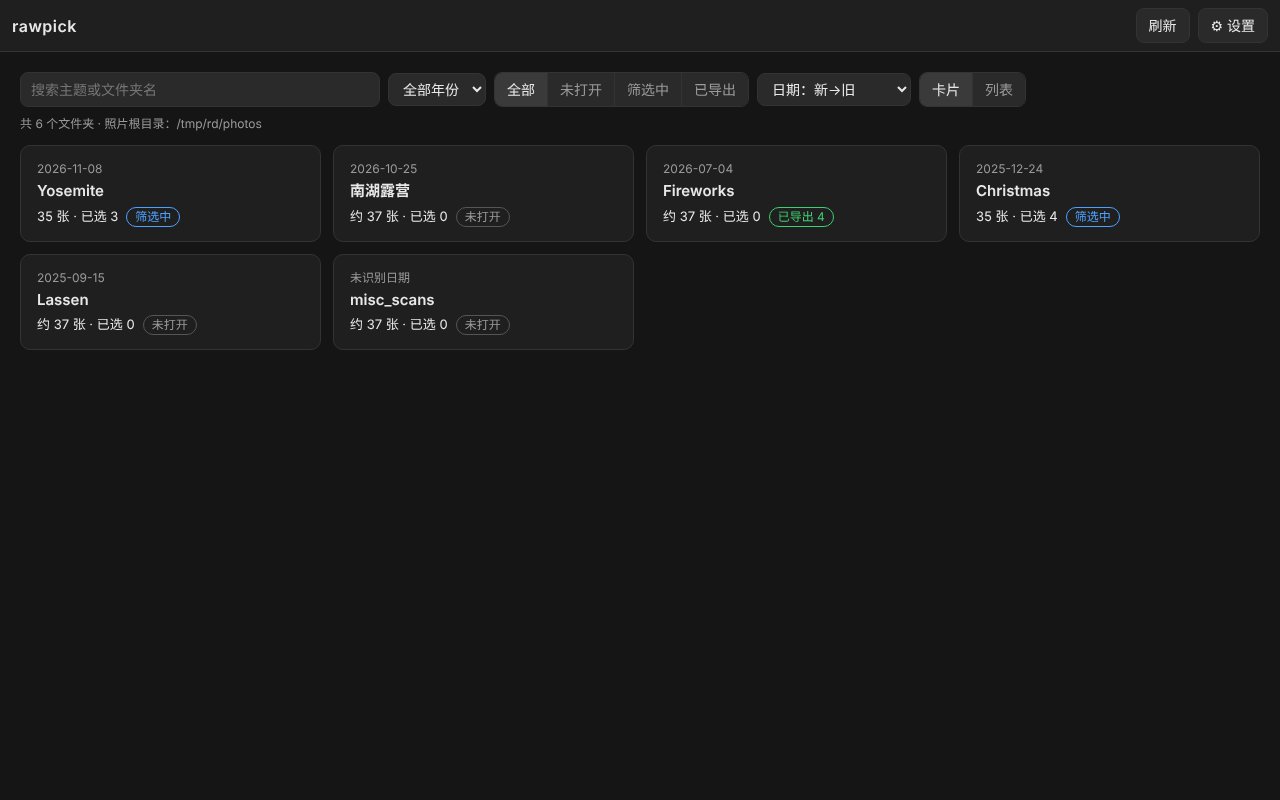 rawpick
刷新
⚙ 设置
搜索主题或文件夹名
全部年份
全部
未打开
筛选中
已导出
日期：新→旧
卡片
列表
共 6 个文件夹 · 照片根目录：/tmp/rd/photos
2026-11-08
Yosemite
35 张 · 已选 3 筛选中
2026-10-25
南湖露营
约 37 张 · 已选 0 未打开
2026-07-04
Fireworks
约 37 张 · 已选 0 已导出 4
2025-12-24
Christmas
35 张 · 已选 4 筛选中
2025-09-15
Lassen
约 37 张 · 已选 0 未打开
未识别日期
misc_scans
约 37 张 · 已选 0 未打开